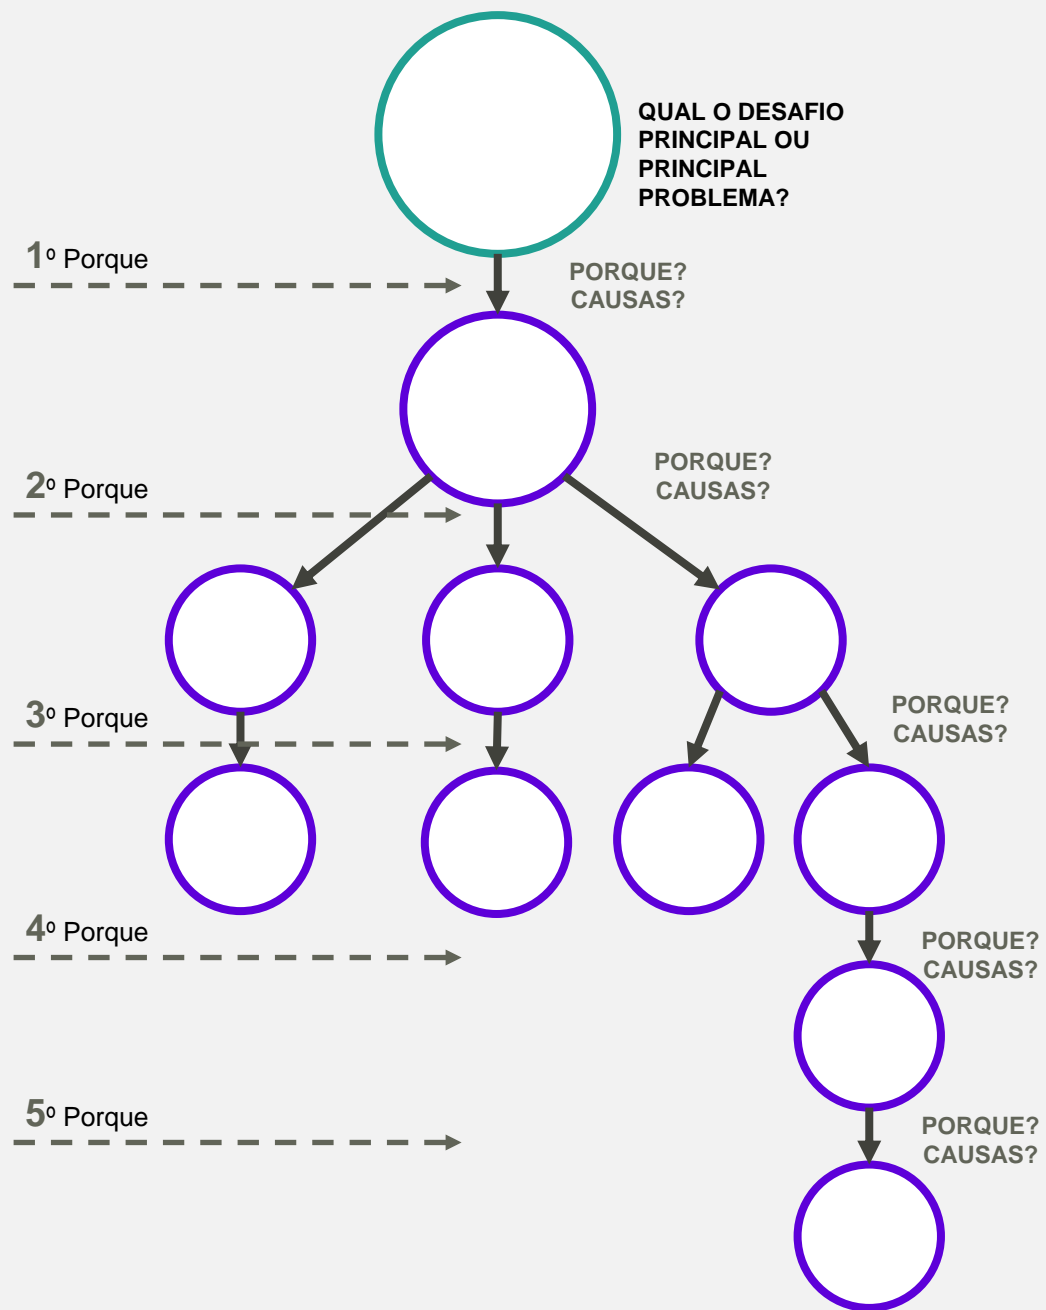 QUAL O DESAFIO
PRINCIPAL OU
PRINCIPAL
PROBLEMA?
1º Porque
PORQUE?
CAUSAS?
2º Porque
PORQUE?
CAUSAS?
3º Porque
PORQUE?
CAUSAS?
4º Porque
PORQUE?
CAUSAS?
5º Porque
PORQUE?
CAUSAS?